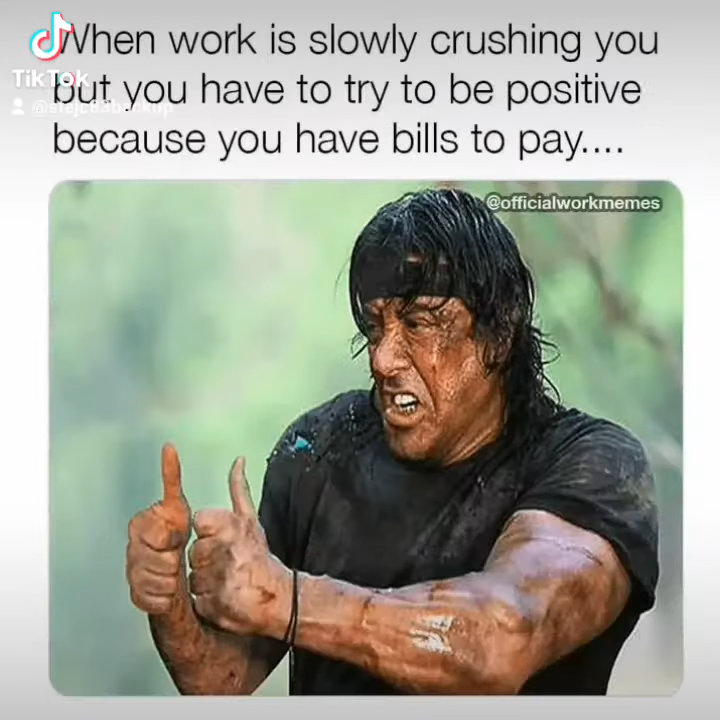 When work is slowly crushing you
TikTok
but you have to try to be positive
because you have bills to pay....
@officialworkmemes